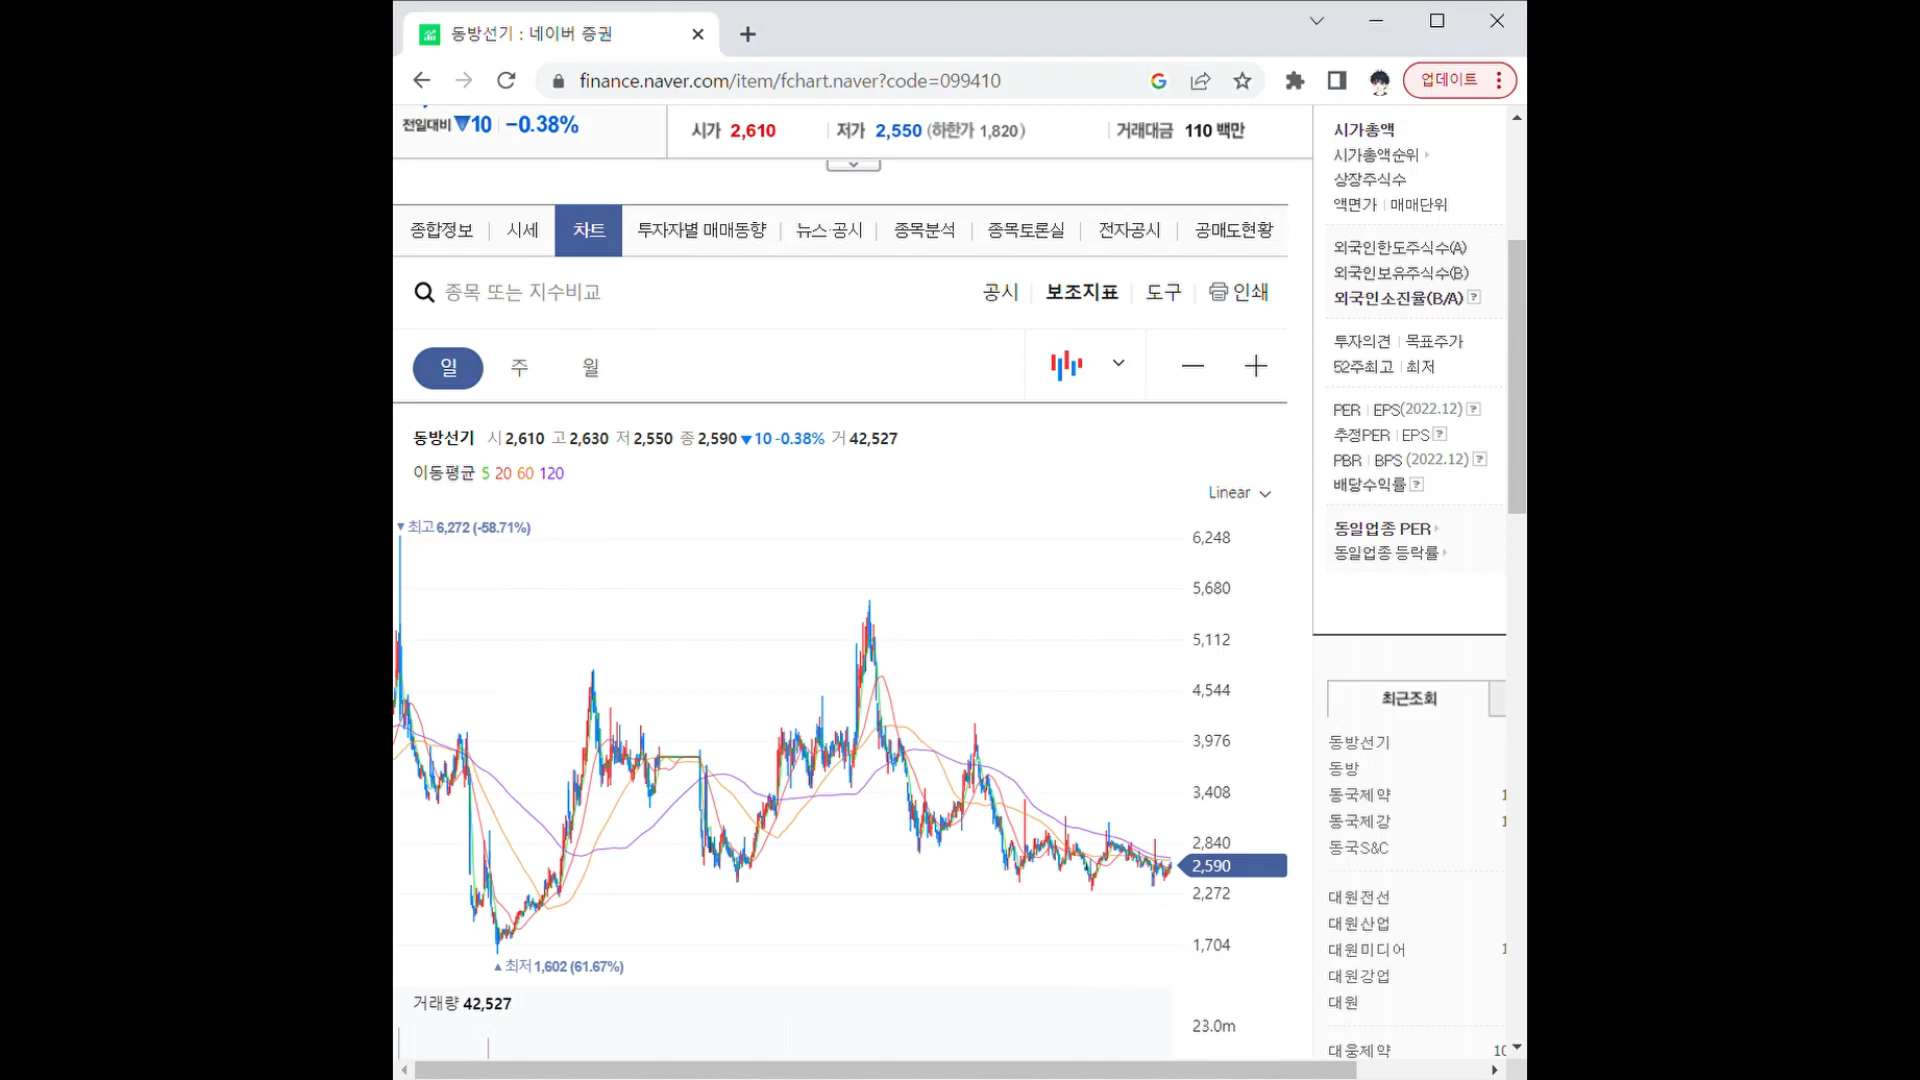 동방선기 : 네이버 증권
finance.naver.com/item/fchart.naver?code=099410
업데이트
전일대비 ▼10 | −0.38%
시가 2,610 저가 2,550 (하한가 1,820) 거래대금 110 백만
종합정보 시세 차트 투자자별 매매동향 뉴스·공시 종목분석 종목토론실 전자공시 공매도현황
종목 또는 지수비교
공시 보조지표 도구 인쇄
일 주 월
동방선기 시 2,610 고 2,630 저 2,550 종 2,590 ▼10 -0.38% 거 42,527
이동평균 5 20 60 120
Linear
▼최고 6,272 (-58.71%)
6,248
5,680
5,112
4,544
3,976
3,408
2,840
2,590
2,272
1,704
▲최저 1,602 (61.67%)
거래량 42,527
23.0m
시가총액
시가총액순위
상장주식수
액면가 | 매매단위
외국인한도주식수(A)
외국인보유주식수(B)
외국인소진율(B/A) ?
투자의견 | 목표주가
52주최고 | 최저
PER | EPS(2022.12) ?
추정PER | EPS ?
PBR | BPS (2022.12) ?
배당수익률 ?
동일업종 PER
동일업종 등락률
최근조회
동방선기
동방
동국제약 1
동국제강 1
동국S&C
대원전선
대원산업
대원미디어 1
대원강업
대원
대웅제약 10